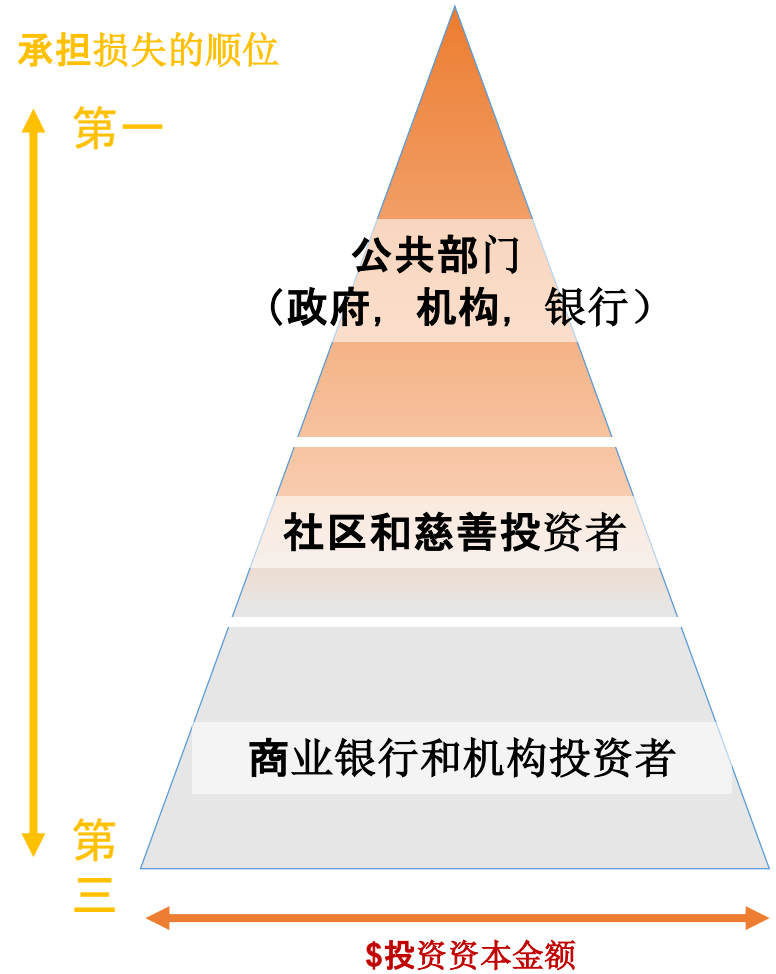 承担损失的顺位
第一
公共部门
（政府，机构，银行）
社区和慈善投资者
商业银行和机构投资者
第
三
$投资资本金额